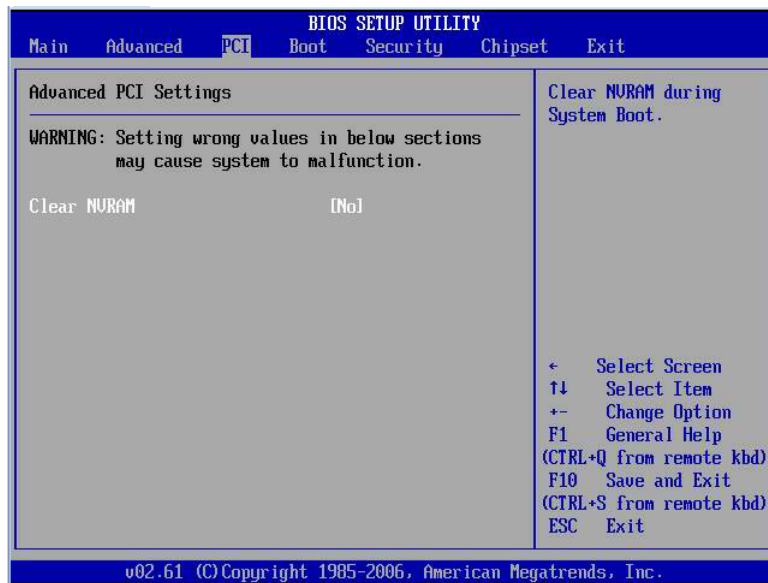 BIOS SETUP UTILITY
Main Advanced PCI Boot Security Chipset Exit
Advanced PCI Settings
WARNING: Setting wrong values in below sections
may cause system to malfunction.
Clear NVRAM [No]
Clear NVRAM during
System Boot.
← Select Screen
↑↓ Select Item
+- Change Option
F1 General Help
(CTRL+Q from remote kbd)
F10 Save and Exit
(CTRL+S from remote kbd)
ESC Exit
v02.61 (C)Copyright 1985-2006, American Megatrends, Inc.